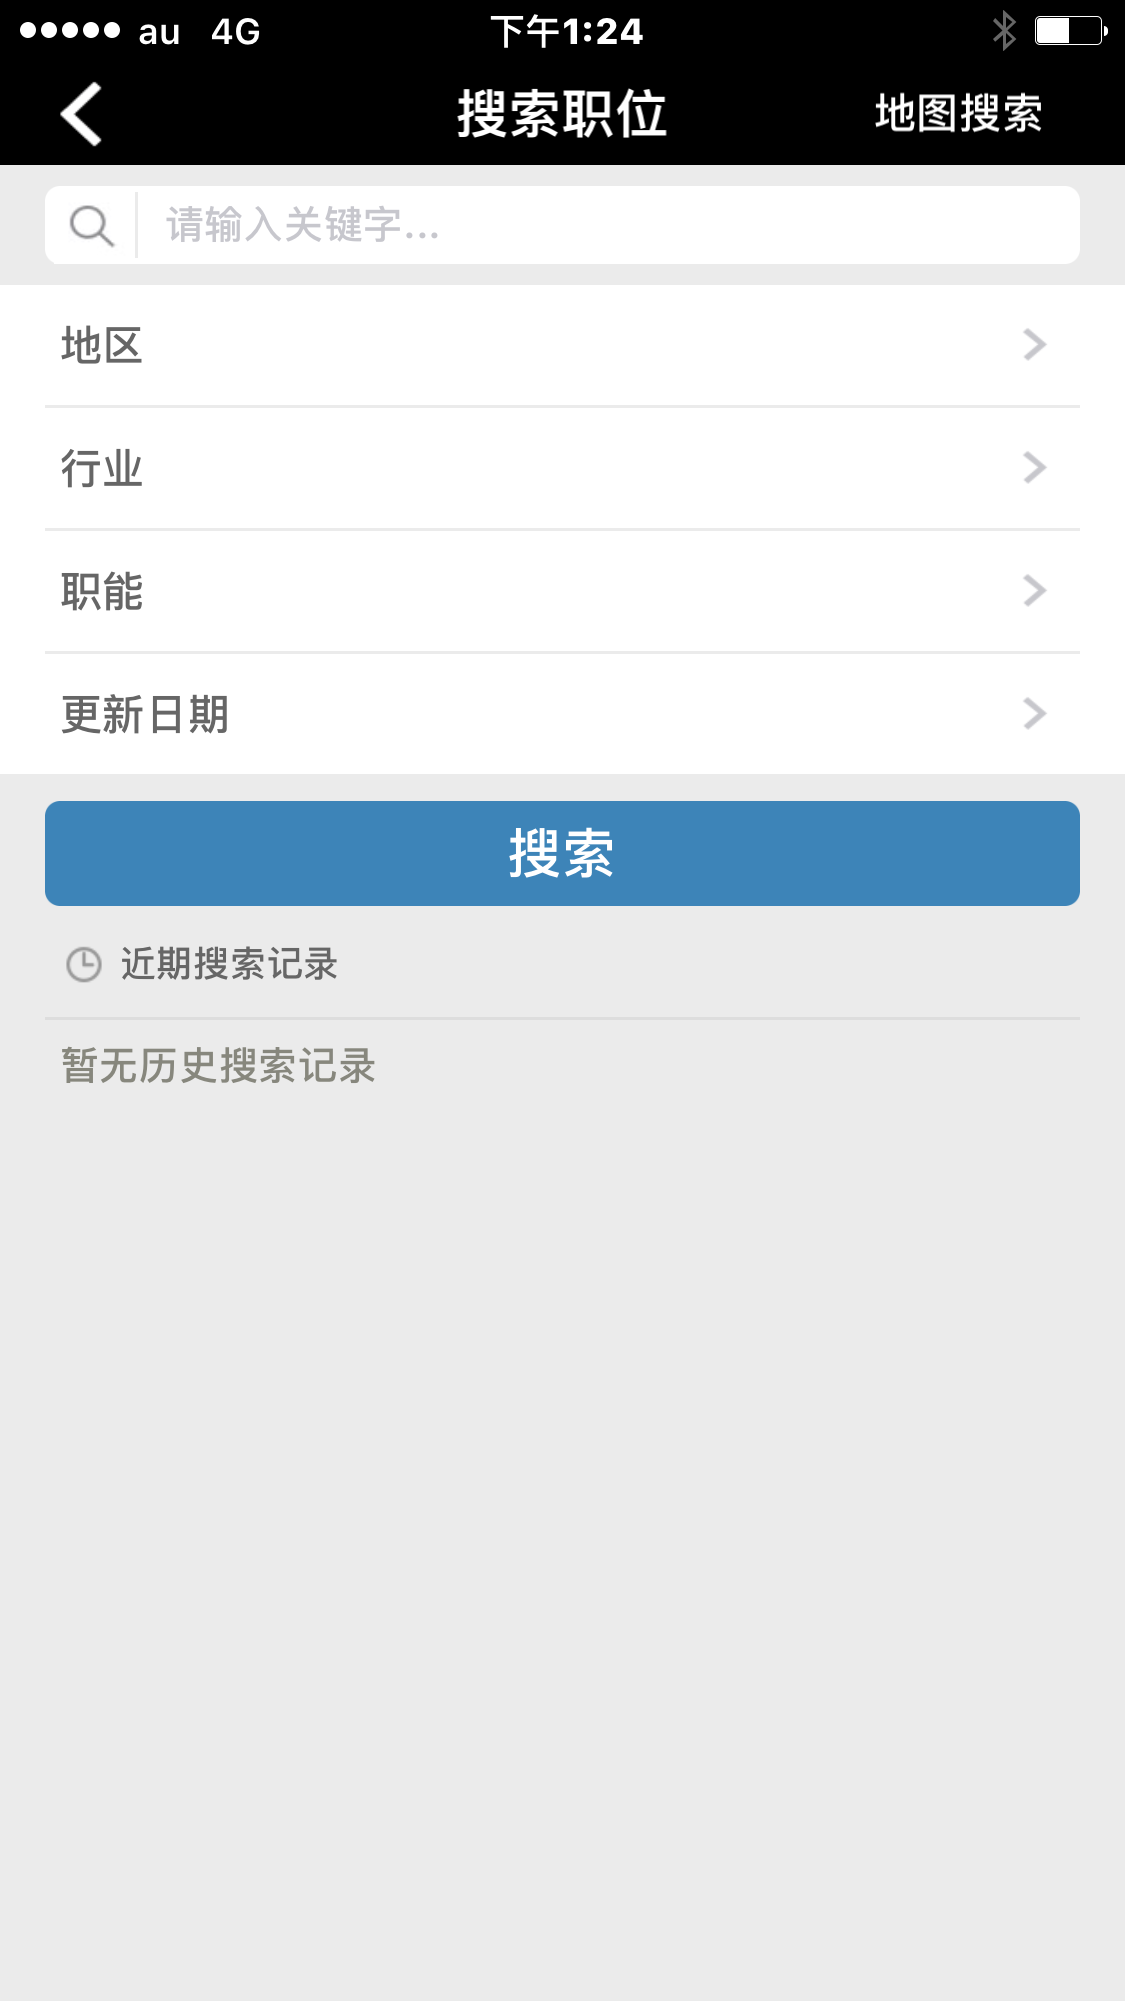 au 4G 下午1:24
搜索职位 地图搜索
请输入关键字...
地区
行业
职能
更新日期
搜索
近期搜索记录
暂无历史搜索记录